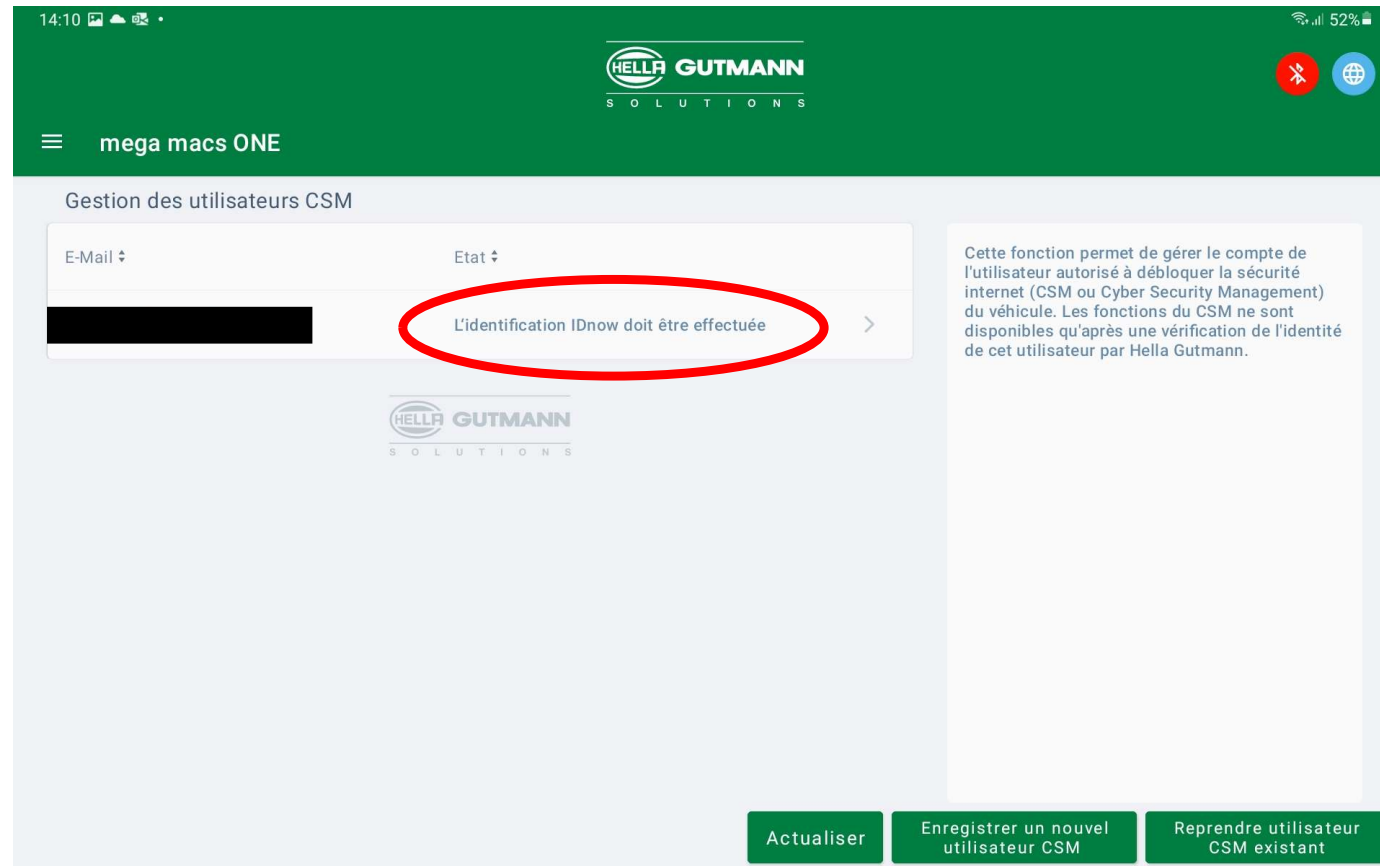 14:10
52%
HELLA GUTMANN
SOLUTIONS
mega macs ONE
Gestion des utilisateurs CSM
E-Mail
Etat
L'identification IDnow doit être effectuée
Cette fonction permet de gérer le compte de
l'utilisateur autorisé à débloquer la sécurité
internet (CSM ou Cyber Security Management)
du véhicule. Les fonctions du CSM ne sont
disponibles qu'après une vérification de l'identité
de cet utilisateur par Hella Gutmann.
HELLA GUTMANN
SOLUTIONS
Actualiser
Enregistrer un nouvel
utilisateur CSM
Reprendre utilisateur
CSM existant